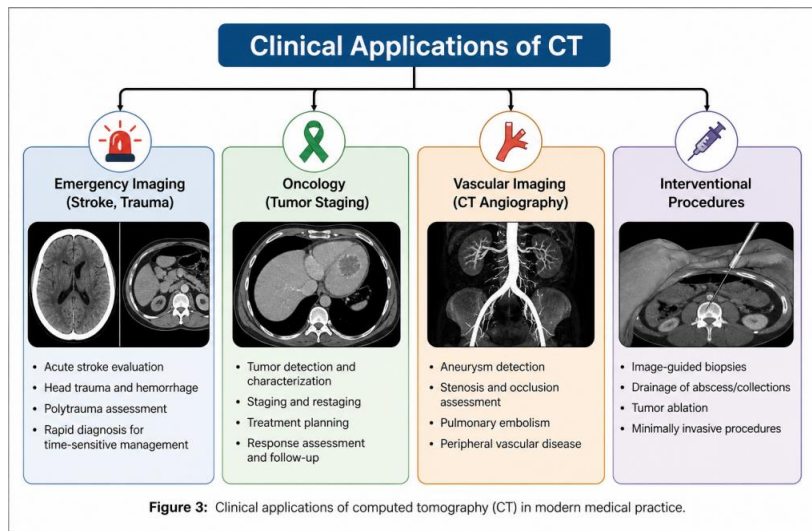 Clinical Applications of CT
Emergency Imaging
(Stroke, Trauma)
• Acute stroke evaluation
• Head trauma and hemorrhage
• Polytrauma assessment
• Rapid diagnosis for
time-sensitive management
Oncology
(Tumor Staging)
• Tumor detection and
characterization
• Staging and restaging
• Treatment planning
• Response assessment
and follow-up
Vascular Imaging
(CT Angiography)
• Aneurysm detection
• Stenosis and occlusion
assessment
• Pulmonary embolism
• Peripheral vascular disease
Interventional
Procedures
• Image-guided biopsies
• Drainage of abscess/collections
• Tumor ablation
• Minimally invasive procedures
Figure 3: Clinical applications of computed tomography (CT) in modern medical practice.